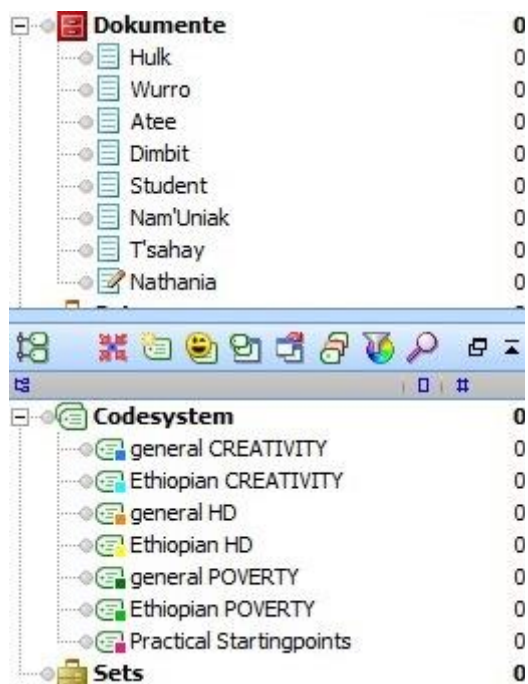 Dokumente 0
Hulk 0
Wurro 0
Atee 0
Dimbit 0
Student 0
Nam'Uniak 0
T'sahay 0
Nathania 0
Codesystem 0
general CREATIVITY 0
Ethiopian CREATIVITY 0
general HD 0
Ethiopian HD 0
general POVERTY 0
Ethiopian POVERTY 0
Practical Startingpoints 0
Sets 0